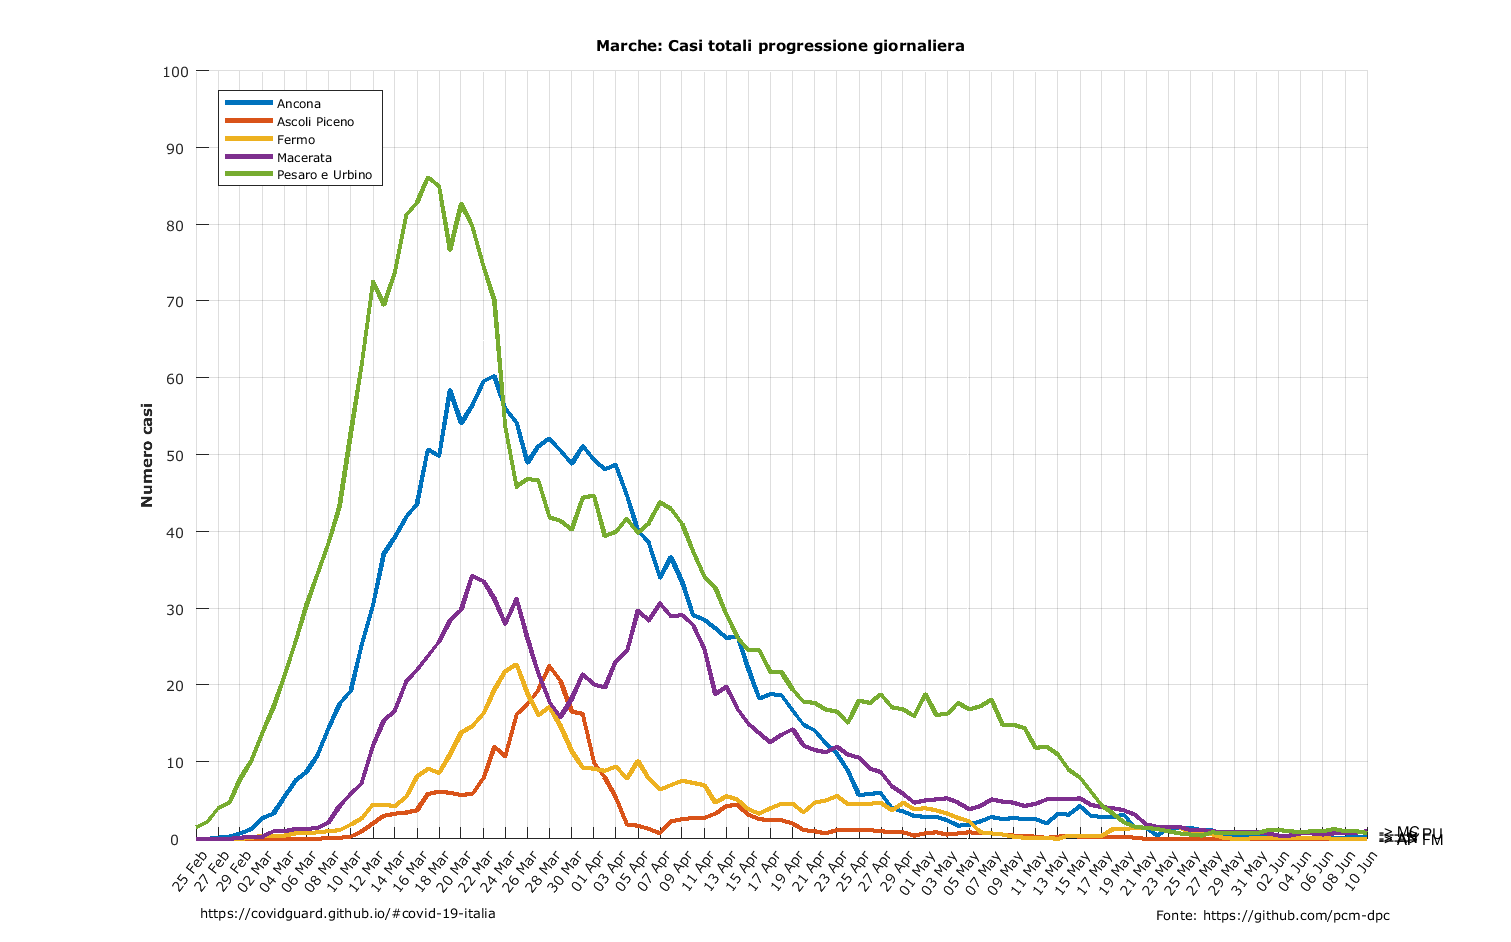 Marche: Casi totali progressione giornaliera
Numero casi
100
90
80
70
60
50
40
30
20
10
0
Ancona
Ascoli Piceno
Fermo
Macerata
Pesaro e Urbino
25 Feb
27 Feb
29 Feb
02 Mar
04 Mar
06 Mar
08 Mar
10 Mar
12 Mar
14 Mar
16 Mar
18 Mar
20 Mar
22 Mar
24 Mar
26 Mar
28 Mar
30 Mar
01 Apr
03 Apr
05 Apr
07 Apr
09 Apr
11 Apr
13 Apr
15 Apr
17 Apr
19 Apr
21 Apr
23 Apr
25 Apr
27 Apr
29 Apr
01 May
03 May
05 May
07 May
09 May
11 May
13 May
15 May
17 May
19 May
21 May
23 May
25 May
27 May
29 May
31 May
02 Jun
04 Jun
06 Jun
08 Jun
10 Jun
MC
PU
FM
https://covidguard.github.io/#covid-19-italia
Fonte: https://github.com/pcm-dpc